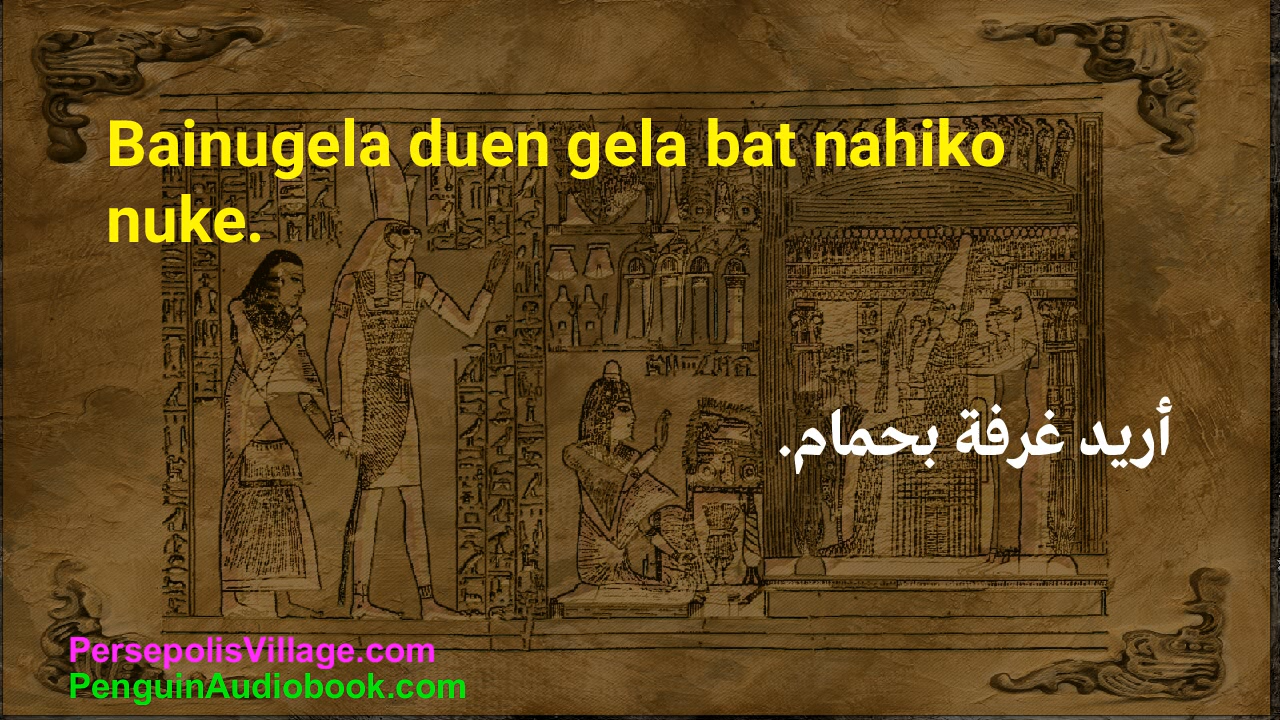 Bainugela duen gela bat nahiko
nuke.
أريد غرفة بحمام.
PersepolisVillage.com
PenguinAudiobook.com